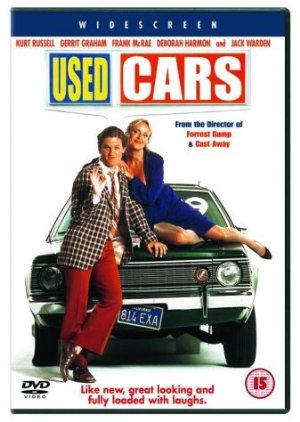 WIDESCREEN
KURT RUSSELL GERRIT GRAHAM FRANK McRAE DEBORAH HARMON and JACK WARDEN
USED CARS
From the Director of
Forrest Gump
& Cast Away
814 EXA
DVD
VIDEO
15
Like new, great looking and
fully loaded with laughs.